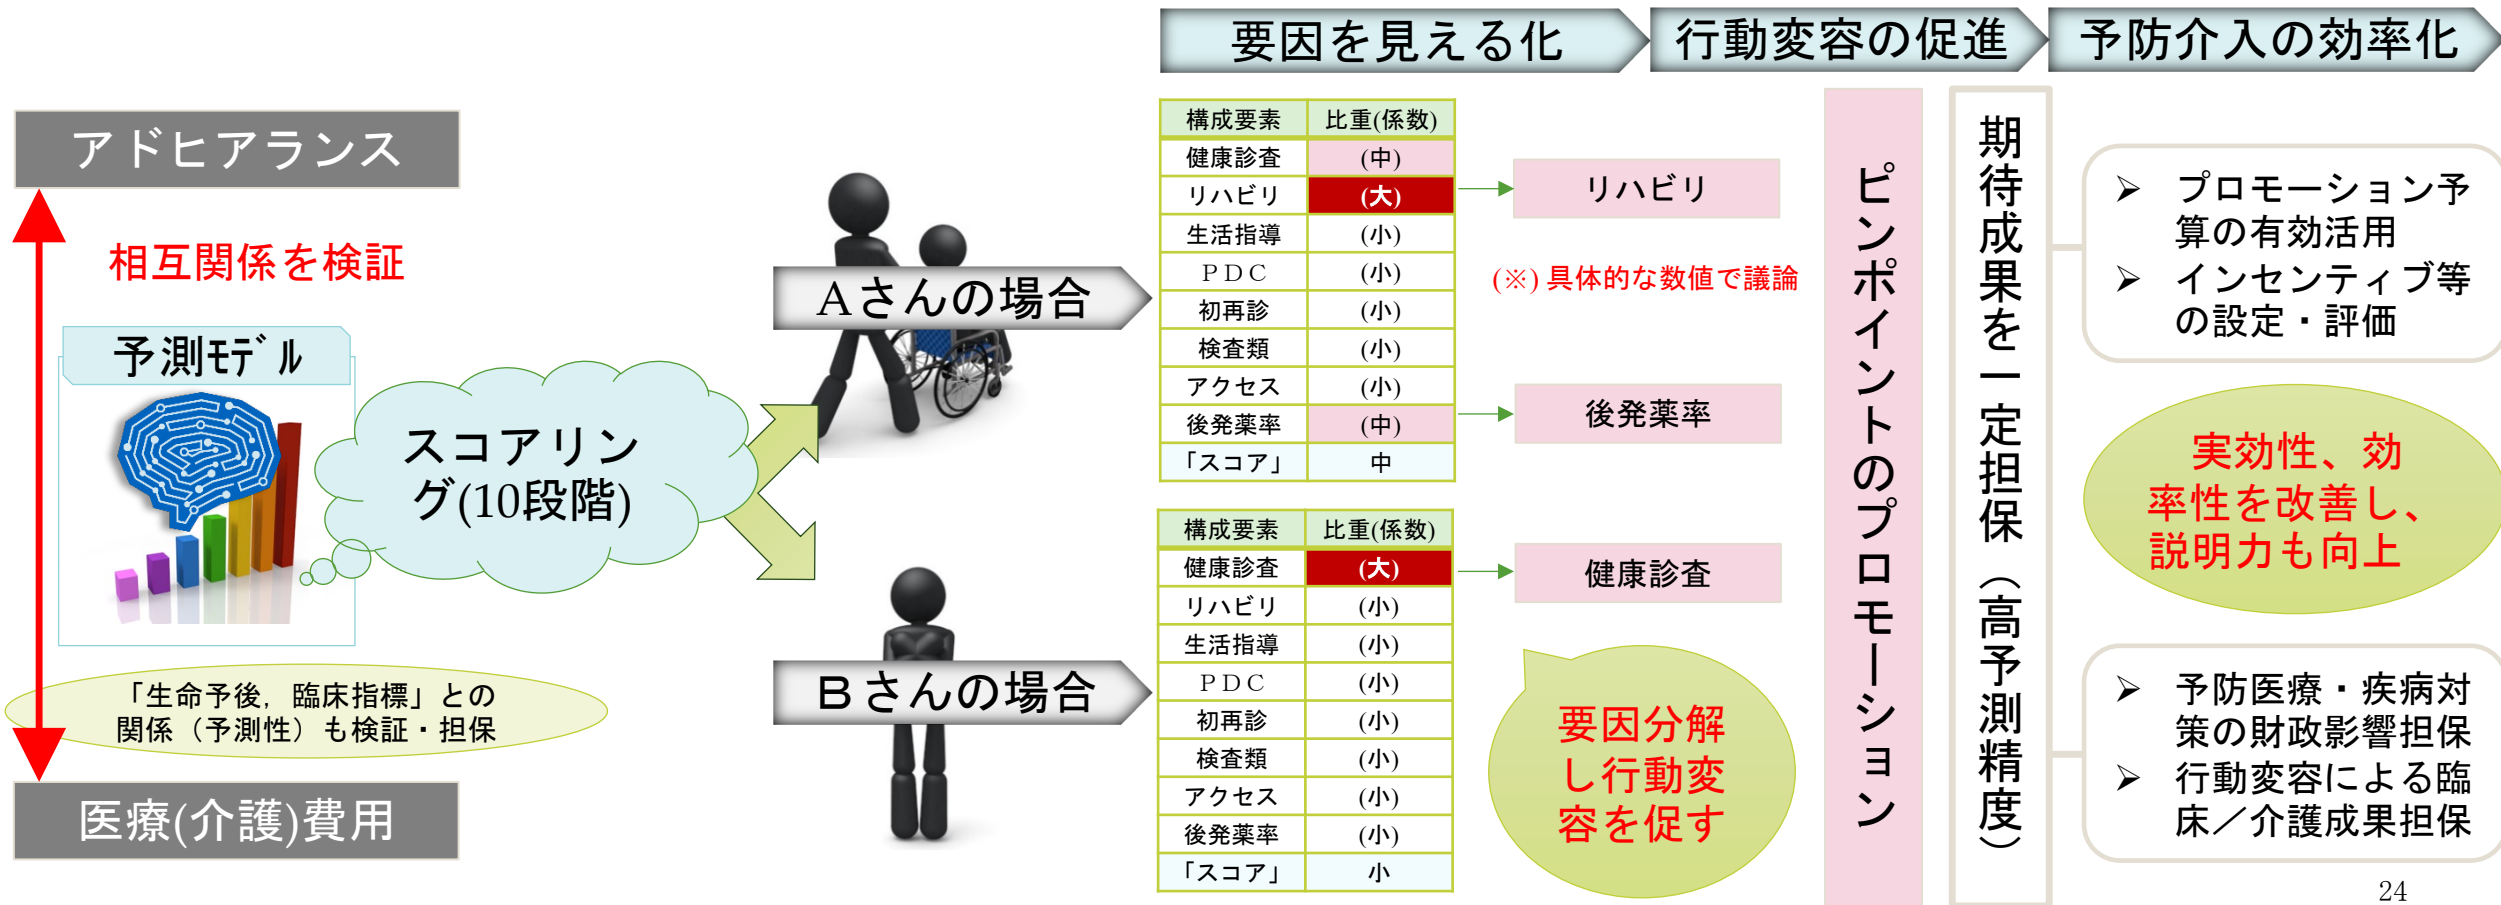 要因を見える化
行動変容の促進
予防介入の効率化
アドヒアランス
相互関係を検証
予測ﾓﾃﾞﾙ
スコアリン
グ(10段階)
「生命予後，臨床指標」との
関係（予測性）も検証・担保
医療(介護)費用
Aさんの場合
構成要素 比重(係数)
健康診査 (中)
リハビリ (大)
生活指導 (小)
ＰＤＣ (小)
初再診 (小)
検査類 (小)
アクセス (小)
後発薬率 (中)
「スコア」 中
リハビリ
(※) 具体的な数値で議論
後発薬率
Ｂさんの場合
構成要素 比重(係数)
健康診査 (大)
リハビリ (小)
生活指導 (小)
ＰＤＣ (小)
初再診 (小)
検査類 (小)
アクセス (小)
後発薬率 (小)
「スコア」 小
健康診査
要因分解
し行動変
容を促す
ピンポイントのプロモーション
期待成果を一定担保（高予測精度）
➢ プロモーション予
算の有効活用
➢ インセンティブ等
の設定・評価
実効性、効
率性を改善し、
説明力も向上
➢ 予防医療・疾病対
策の財政影響担保
➢ 行動変容による臨
床／介護成果担保
24